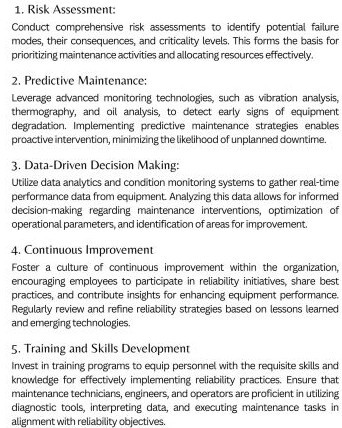 1. Risk Assessment:
Conduct comprehensive risk assessments to identify potential failure
modes, their consequences, and criticality levels. This forms the basis for
prioritizing maintenance activities and allocating resources effectively.
2. Predictive Maintenance:
Leverage advanced monitoring technologies, such as vibration analysis,
thermography, and oil analysis, to detect early signs of equipment
degradation. Implementing predictive maintenance strategies enables
proactive intervention, minimizing the likelihood of unplanned downtime.
3. Data-Driven Decision Making:
Utilize data analytics and condition monitoring systems to gather real-time
performance data from equipment. Analyzing this data allows for informed
decision-making regarding maintenance interventions, optimization of
operational parameters, and identification of areas for improvement.
4. Continuous Improvement
Foster a culture of continuous improvement within the organization,
encouraging employees to participate in reliability initiatives, share best
practices, and contribute insights for enhancing equipment performance.
Regularly review and refine reliability strategies based on lessons learned
and emerging technologies.
5. Training and Skills Development
Invest in training programs to equip personnel with the requisite skills and
knowledge for effectively implementing reliability practices. Ensure that
maintenance technicians, engineers, and operators are proficient in utilizing
diagnostic tools, interpreting data, and executing maintenance tasks in
alignment with reliability objectives.